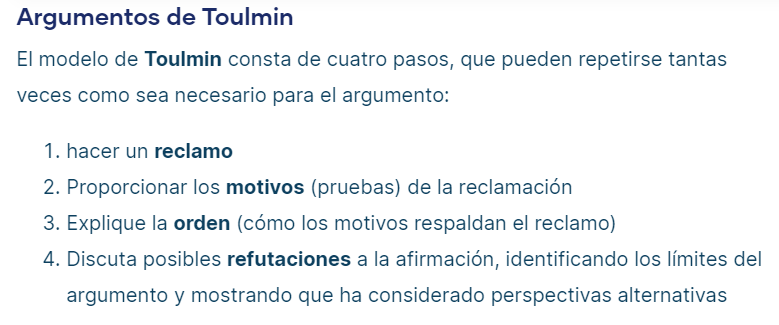 Argumentos de Toulmin
El modelo de Toulmin consta de cuatro pasos, que pueden repetirse tantas
veces como sea necesario para el argumento:
1. hacer un reclamo
2. Proporcionar los motivos (pruebas) de la reclamación
3. Explique la orden (cómo los motivos respaldan el reclamo)
4. Discuta posibles refutaciones a la afirmación, identificando los límites del
argumento y mostrando que ha considerado perspectivas alternativas